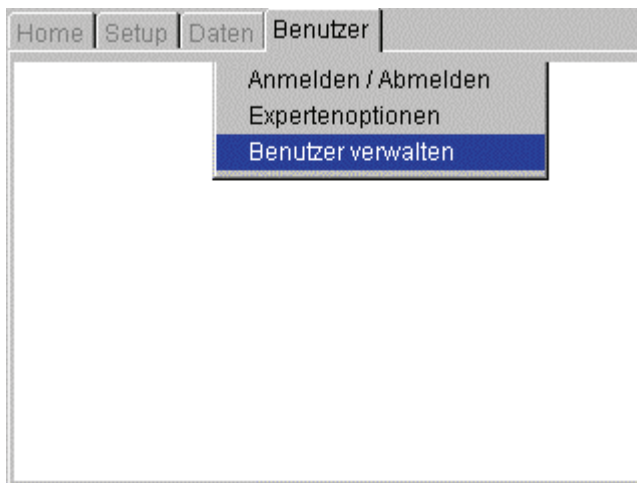 Home Setup Daten Benutzer
Anmelden / Abmelden
Expertenoptionen
Benutzer verwalten